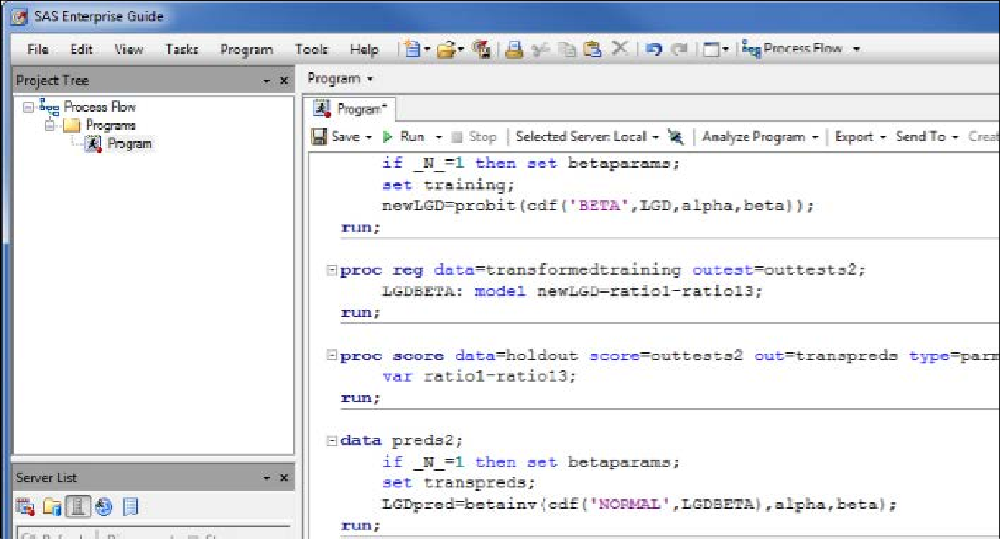 SAS Enterprise Guide
File Edit View Tasks Program Tools Help Process Flow
Project Tree
Process Flow
Programs
Program
Program
Program*
Save Run Stop Selected Server: Local Analyze Program Export Send To
if _N_=1 then set betaparams;
set training;
newLGD=probit(cdf('BETA',LGD,alpha,beta));
run;
proc reg data=transformedtraining outest=outtests2;
LGDBETA: model newLGD=ratio1-ratio13;
run;
proc score data=holdout score=outtests2 out=transpreds type=parm
var ratio1-ratio13;
run;
data preds2;
if _N_=1 then set betaparams;
set transpreds;
LGDpred=betainv(cdf('NORMAL',LGDBETA),alpha,beta);
run;
Server List